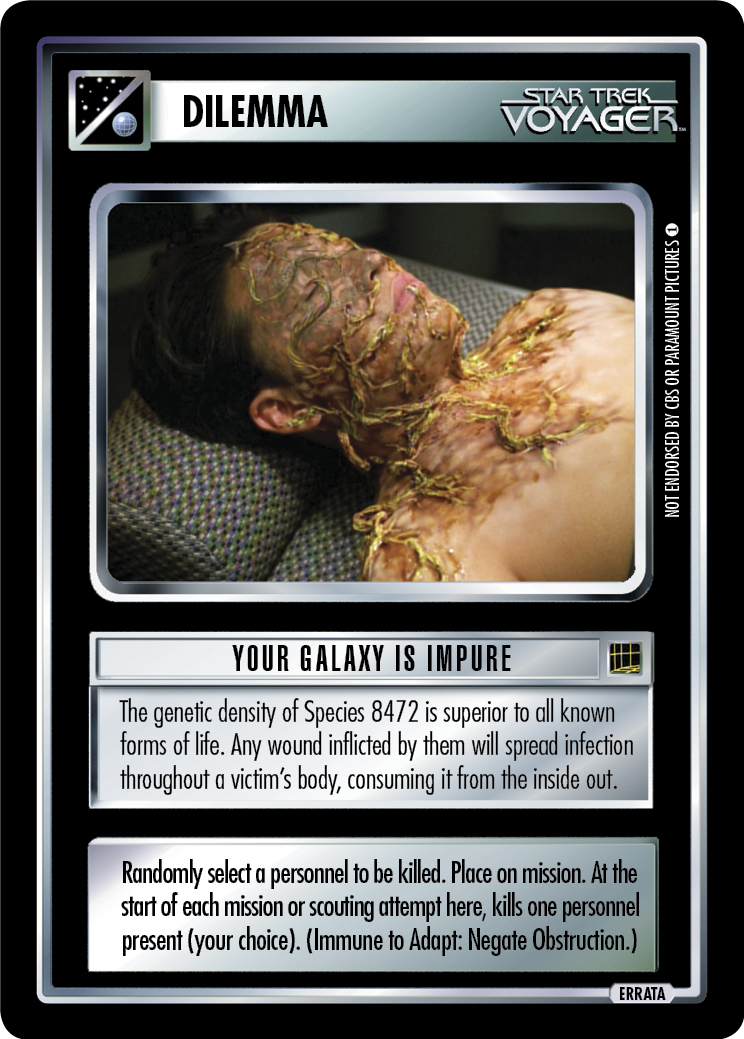 DILEMMA
STAR TREK
VOYAGER™
NOT ENDORSED BY CBS OR PARAMOUNT PICTURES 1
YOUR GALAXY IS IMPURE
The genetic density of Species 8472 is superior to all known
forms of life. Any wound inflicted by them will spread infection
throughout a victim's body, consuming it from the inside out.
Randomly select a personnel to be killed. Place on mission. At the
start of each mission or scouting attempt here, kills one personnel
present (your choice). (Immune to Adapt: Negate Obstruction.)
ERRATA